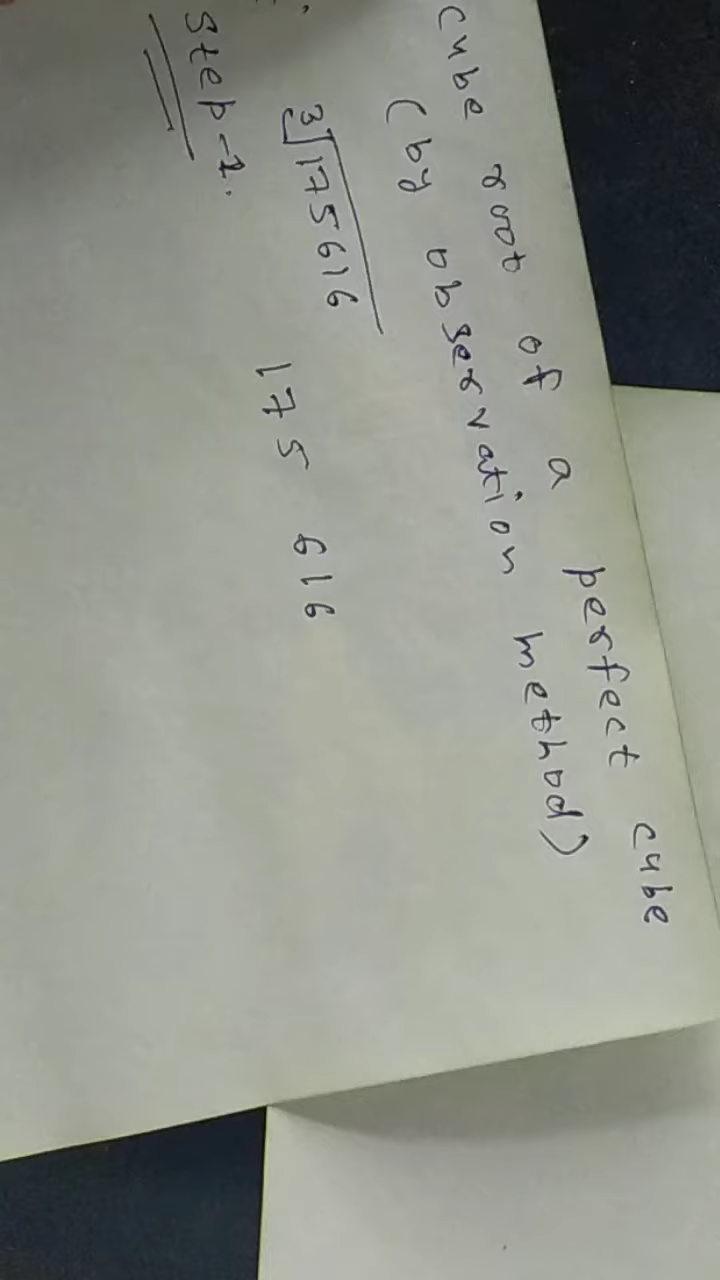 cube root of a perfect cube
(by observation method)
∛175616
175 616
Step-1.